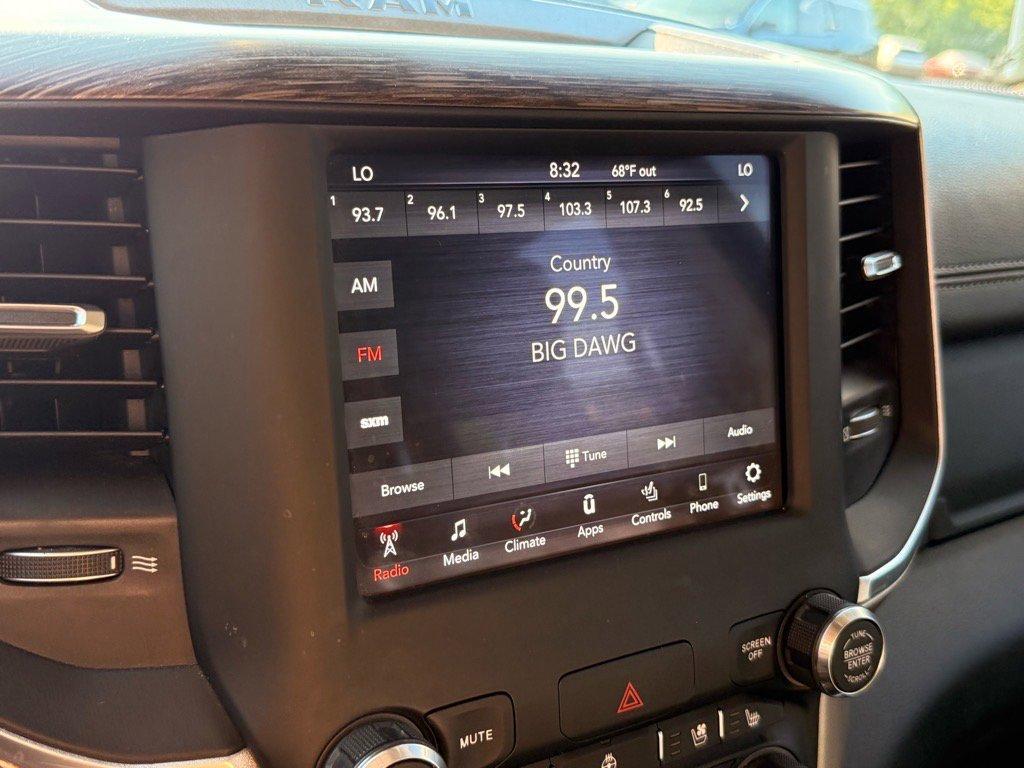 RAM
LO 8:32 68°F out LO
1 93.7 2 96.1 3 97.5 4 103.3 5 107.3 6 92.5
AM
Country
99.5
FM
BIG DAWG
sxm
Browse Tune Audio
Radio Media Climate Apps Controls Phone Settings
SCREEN
OFF
TUNE
BROWSE
ENTER
SCROLL
MUTE